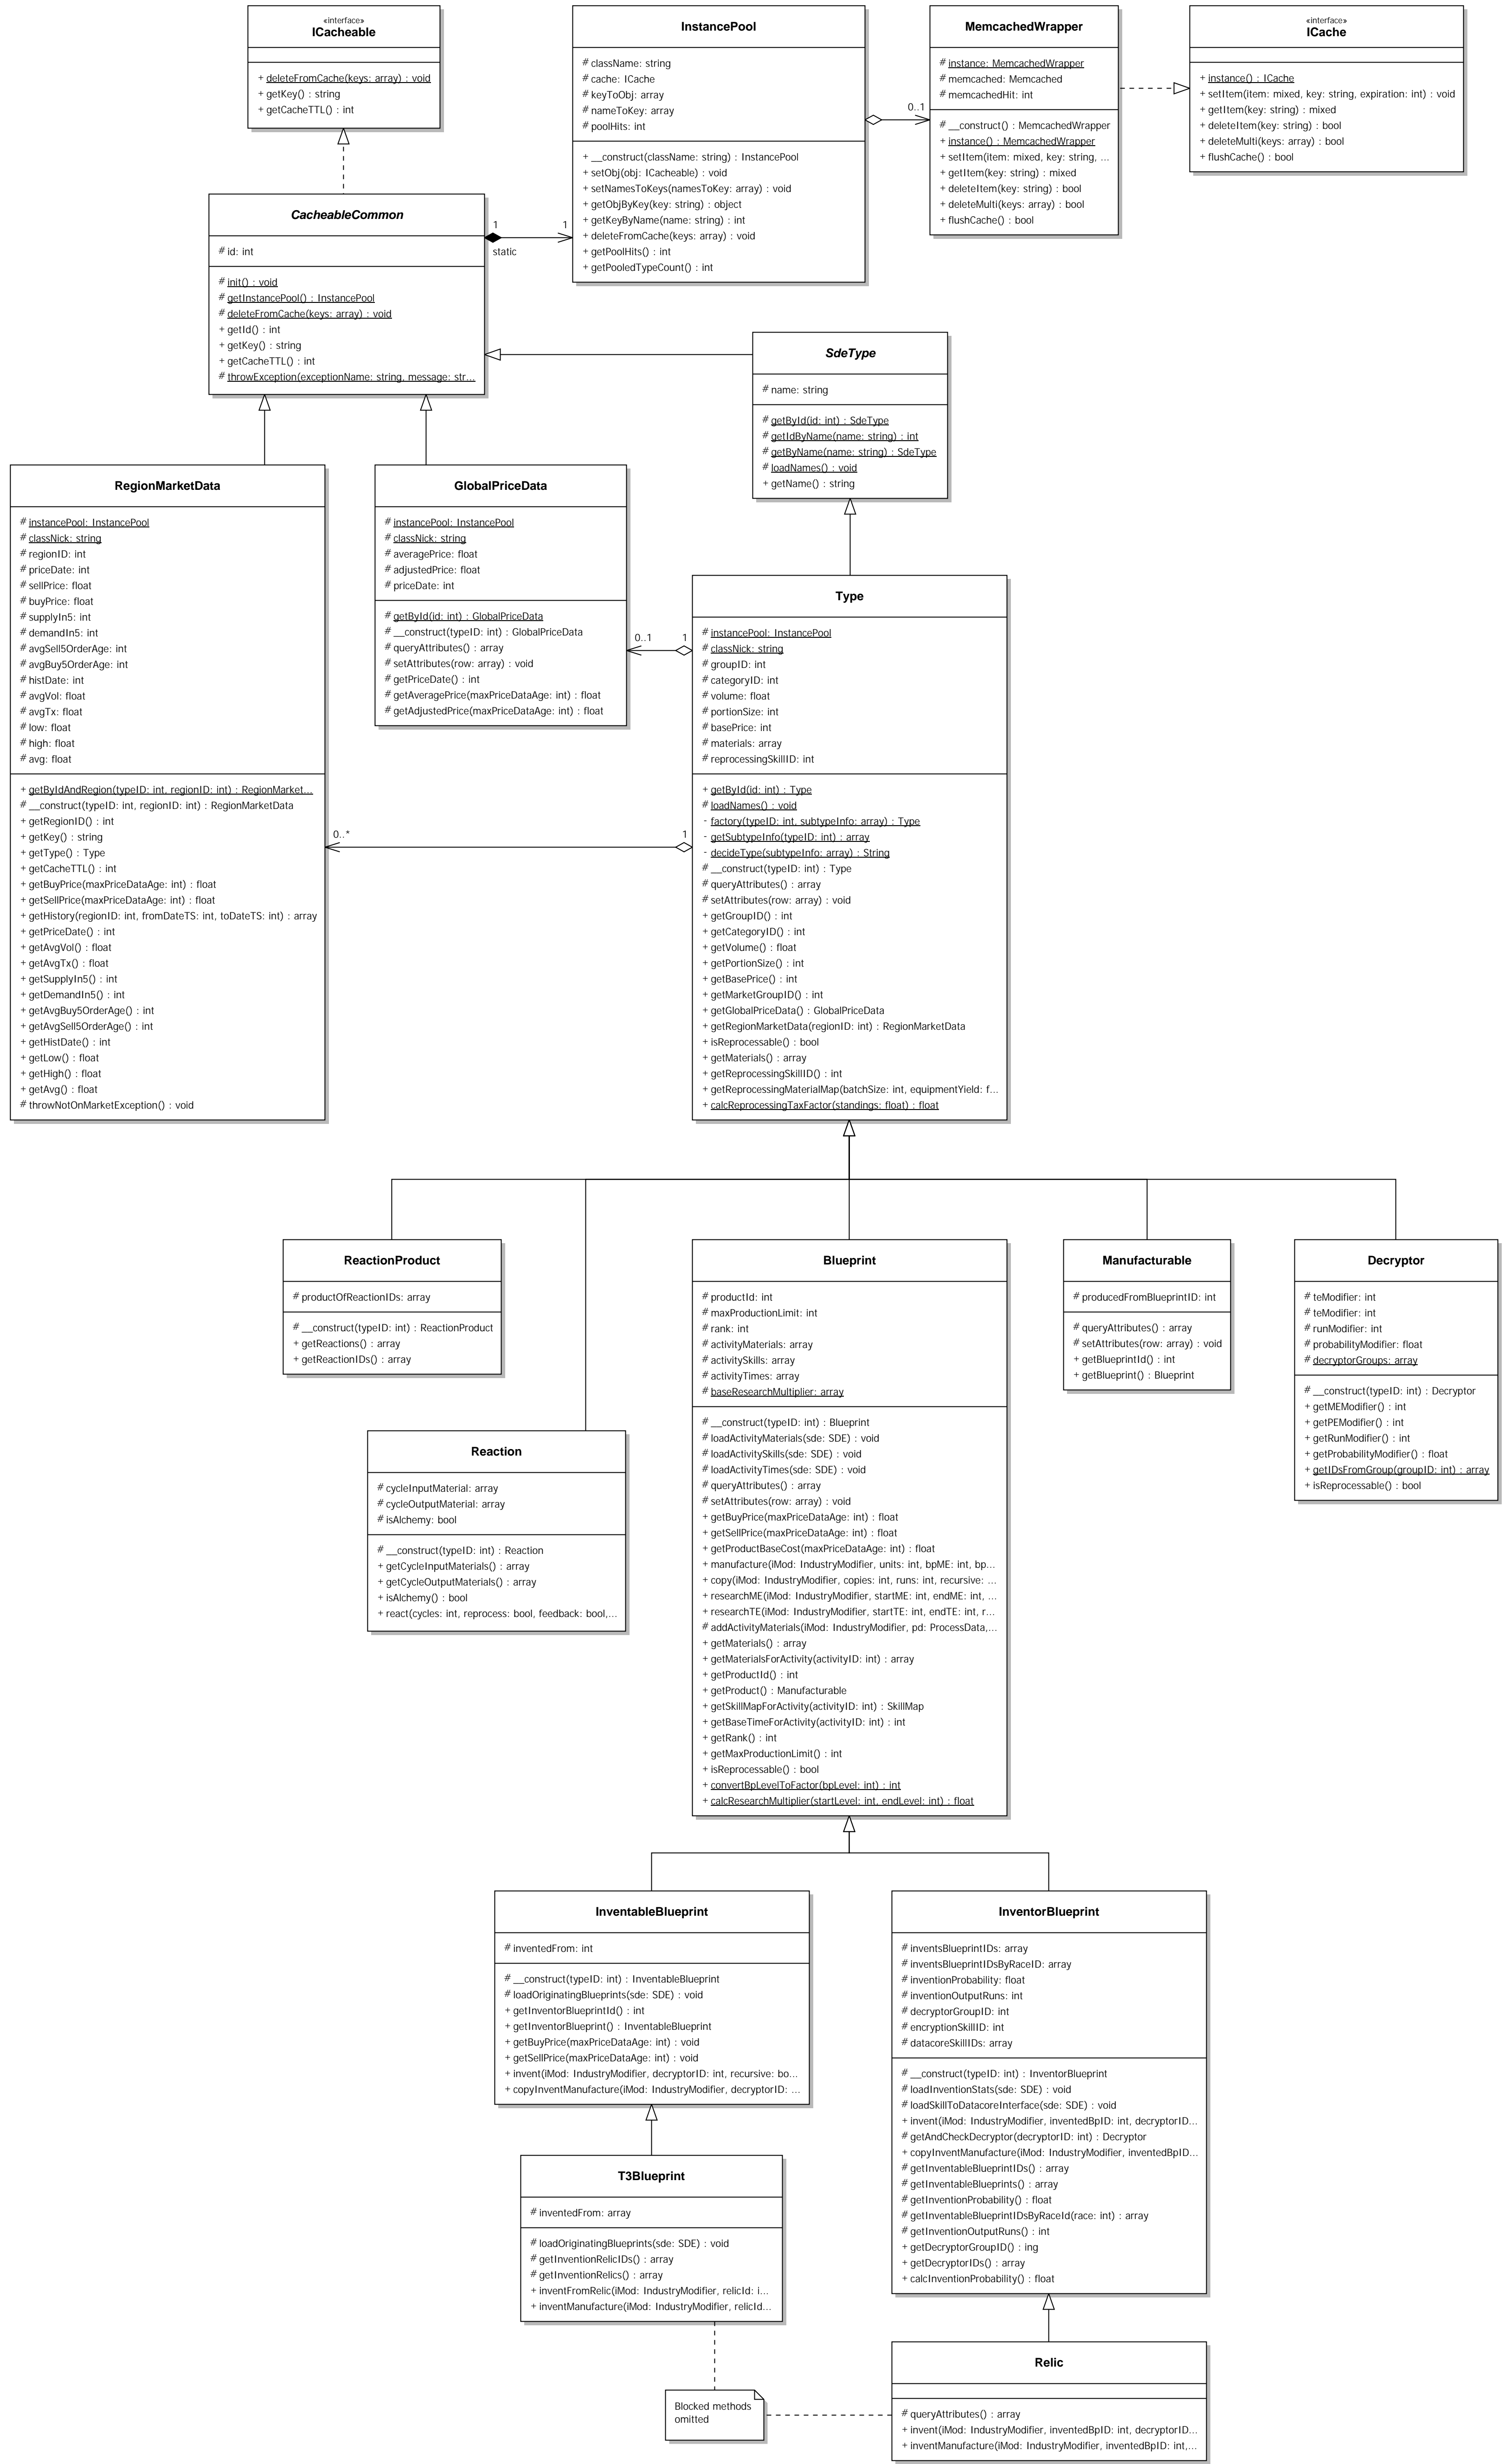 «interface»
ICacheable
+ deleteFromCache(keys: array) : void
+ getKey() : string
+ getCacheTTL() : int
InstancePool
# className: string
# cache: ICache
# keyToObj: array
# nameToKey: array
# poolHits: int
+ __construct(className: string) : InstancePool
+ setObj(obj: ICacheable) : void
+ setNamesToKeys(namesToKey: array) : void
+ getObjByKey(key: string) : object
+ getKeyByName(name: string) : int
+ deleteFromCache(keys: array) : void
+ getPoolHits() : int
+ getPooledTypeCount() : int
0..1
MemcachedWrapper
# instance: MemcachedWrapper
# memcached: Memcached
# memcachedHit: int
# __construct() : MemcachedWrapper
+ instance() : MemcachedWrapper
+ setItem(item: mixed, key: string, ...
+ getItem(key: string) : mixed
+ deleteItem(key: string) : bool
+ deleteMulti(keys: array) : bool
+ flushCache() : bool
«interface»
ICache
+ instance() : ICache
+ setItem(item: mixed, key: string, expiration: int) : void
+ getItem(key: string) : mixed
+ deleteItem(key: string) : bool
+ deleteMulti(keys: array) : bool
+ flushCache() : bool
CacheableCommon
# id: int
# init() : void
# getInstancePool() : InstancePool
# deleteFromCache(keys: array) : void
+ getId() : int
+ getKey() : string
+ getCacheTTL() : int
# throwException(exceptionName: string, message: str...
1
1
static
SdeType
# name: string
# getById(id: int) : SdeType
# getIdByName(name: string) : int
# getByName(name: string) : SdeType
# loadNames() : void
+ getName() : string
RegionMarketData
# instancePool: InstancePool
# classNick: string
# regionID: int
# priceDate: int
# sellPrice: float
# buyPrice: float
# supplyIn5: int
# demandIn5: int
# avgSell5OrderAge: int
# avgBuy5OrderAge: int
# histDate: int
# avgVol: float
# avgTx: float
# low: float
# high: float
# avg: float
+ getByIdAndRegion(typeID: int, regionID: int) : RegionMarket...
# __construct(typeID: int, regionID: int) : RegionMarketData
+ getRegionID() : int
+ getKey() : string
+ getType() : Type
+ getCacheTTL() : int
+ getBuyPrice(maxPriceDataAge: int) : float
+ getSellPrice(maxPriceDataAge: int) : float
+ getHistory(regionID: int, fromDateTS: int, toDateTS: int) : array
+ getPriceDate() : int
+ getAvgVol() : float
+ getAvgTx() : float
+ getSupplyIn5() : int
+ getDemandIn5() : int
+ getAvgBuy5OrderAge() : int
+ getAvgSell5OrderAge() : int
+ getHistDate() : int
+ getLow() : float
+ getHigh() : float
+ getAvg() : float
# throwNotOnMarketException() : void
GlobalPriceData
# instancePool: InstancePool
# classNick: string
# averagePrice: float
# adjustedPrice: float
# priceDate: int
# getById(id: int) : GlobalPriceData
# __construct(typeID: int) : GlobalPriceData
# queryAttributes() : array
# setAttributes(row: array) : void
# getPriceDate() : int
# getAveragePrice(maxPriceDataAge: int) : float
# getAdjustedPrice(maxPriceDataAge: int) : float
0..1
1
0..*
1
Type
# instancePool: InstancePool
# classNick: string
# groupID: int
# categoryID: int
# volume: float
# portionSize: int
# basePrice: int
# materials: array
# reprocessingSkillID: int
+ getById(id: int) : Type
# loadNames() : void
- factory(typeID: int, subtypeInfo: array) : Type
- getSubtypeInfo(typeID: int) : array
- decideType(subtypeInfo: array) : String
# __construct(typeID: int) : Type
# queryAttributes() : array
# setAttributes(row: array) : void
+ getGroupID() : int
+ getCategoryID() : int
+ getVolume() : float
+ getPortionSize() : int
+ getBasePrice() : int
+ getMarketGroupID() : int
+ getGlobalPriceData() : GlobalPriceData
+ getRegionMarketData(regionID: int) : RegionMarketData
+ isReprocessable() : bool
+ getMaterials() : array
+ getReprocessingSkillID() : int
+ getReprocessingMaterialMap(batchSize: int, equipmentYield: f...
+ calcReprocessingTaxFactor(standings: float) : float
ReactionProduct
# productOfReactionIDs: array
# __construct(typeID: int) : ReactionProduct
+ getReactions() : array
+ getReactionIDs() : array
Reaction
# cycleInputMaterial: array
# cycleOutputMaterial: array
# isAlchemy: bool
# __construct(typeID: int) : Reaction
+ getCycleInputMaterials() : array
+ getCycleOutputMaterials() : array
+ isAlchemy() : bool
+ react(cycles: int, reprocess: bool, feedback: bool,...
Blueprint
# productId: int
# maxProductionLimit: int
# rank: int
# activityMaterials: array
# activitySkills: array
# activityTimes: array
# baseResearchMultiplier: array
# __construct(typeID: int) : Blueprint
# loadActivityMaterials(sde: SDE) : void
# loadActivitySkills(sde: SDE) : void
# loadActivityTimes(sde: SDE) : void
# queryAttributes() : array
# setAttributes(row: array) : void
+ getBuyPrice(maxPriceDataAge: int) : float
+ getSellPrice(maxPriceDataAge: int) : float
+ getProductBaseCost(maxPriceDataAge: int) : float
+ manufacture(iMod: IndustryModifier, units: int, bpME: int, bp...
+ copy(iMod: IndustryModifier, copies: int, runs: int, recursive: ...
+ researchME(iMod: IndustryModifier, startME: int, endME: int, ...
+ researchTE(iMod: IndustryModifier, startTE: int, endTE: int, r...
# addActivityMaterials(iMod: IndustryModifier, pd: ProcessData,...
+ getMaterials() : array
+ getMaterialsForActivity(activityID: int) : array
+ getProductId() : int
+ getProduct() : Manufacturable
+ getSkillMapForActivity(activityID: int) : SkillMap
+ getBaseTimeForActivity(activityID: int) : int
+ getRank() : int
+ getMaxProductionLimit() : int
+ isReprocessable() : bool
+ convertBpLevelToFactor(bpLevel: int) : int
+ calcResearchMultiplier(startLevel: int, endLevel: int) : float
Manufacturable
# producedFromBlueprintID: int
# queryAttributes() : array
# setAttributes(row: array) : void
+ getBlueprintId() : int
+ getBlueprint() : Blueprint
Decryptor
# teModifier: int
# teModifier: int
# runModifier: int
# probabilityModifier: float
# decryptorGroups: array
# __construct(typeID: int) : Decryptor
+ getMEModifier() : int
+ getPEModifier() : int
+ getRunModifier() : int
+ getProbabilityModifier() : float
+ getIDsFromGroup(groupID: int) : array
+ isReprocessable() : bool
InventableBlueprint
# inventedFrom: int
# __construct(typeID: int) : InventableBlueprint
# loadOriginatingBlueprints(sde: SDE) : void
+ getInventorBlueprintId() : int
+ getInventorBlueprint() : InventableBlueprint
+ getBuyPrice(maxPriceDataAge: int) : void
+ getSellPrice(maxPriceDataAge: int) : void
+ invent(iMod: IndustryModifier, decryptorID: int, recursive: bo...
+ copyInventManufacture(iMod: IndustryModifier, decryptorID: ...
InventorBlueprint
# inventsBlueprintIDs: array
# inventsBlueprintIDsByRaceID: array
# inventionProbability: float
# inventionOutputRuns: int
# decryptorGroupID: int
# encryptionSkillID: int
# datacoreSkillIDs: array
# __construct(typeID: int) : InventorBlueprint
# loadInventionStats(sde: SDE) : void
# loadSkillToDatacoreInterface(sde: SDE) : void
+ invent(iMod: IndustryModifier, inventedBpID: int, decryptorID...
# getAndCheckDecryptor(decryptorID: int) : Decryptor
+ copyInventManufacture(iMod: IndustryModifier, inventedBpID...
# getInventableBlueprintIDs() : array
# getInventableBlueprints() : array
# getInventionProbability() : float
# getInventableBlueprintIDsByRaceId(race: int) : array
# getInventionOutputRuns() : int
+ getDecryptorGroupID() : ing
+ getDecryptorIDs() : array
+ calcInventionProbability() : float
T3Blueprint
# inventedFrom: array
# loadOriginatingBlueprints(sde: SDE) : void
# getInventionRelicIDs() : array
# getInventionRelics() : array
+ inventFromRelic(iMod: IndustryModifier, relicId: i...
+ inventManufacture(iMod: IndustryModifier, relicId...
Relic
# queryAttributes() : array
+ invent(iMod: IndustryModifier, inventedBpID: int, decryptorID...
+ inventManufacture(iMod: IndustryModifier, inventedBpID: int,...
Blocked methods
omitted